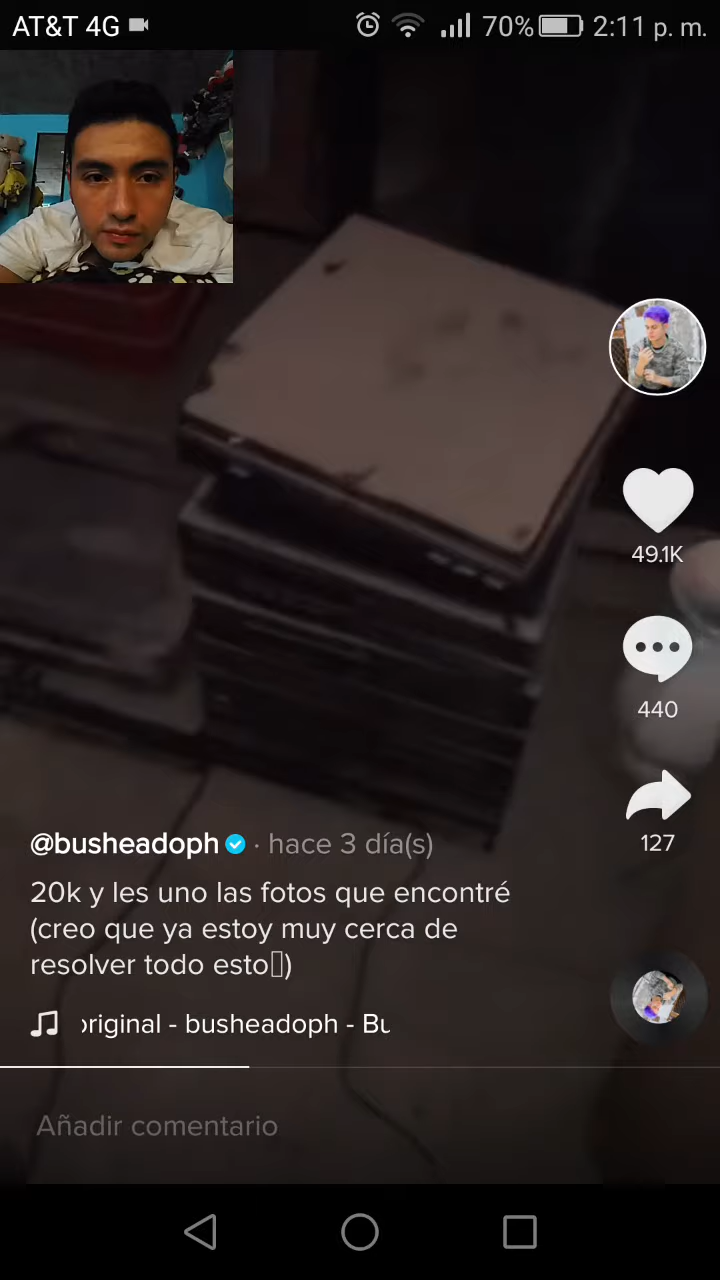 AT&T 4G 70% 2:11 p. m.
49.1K
440
127
@busheadoph · hace 3 día(s)
20k y les uno las fotos que encontré
(creo que ya estoy muy cerca de
resolver todo esto▯)
original - busheadoph - Bu
Añadir comentario